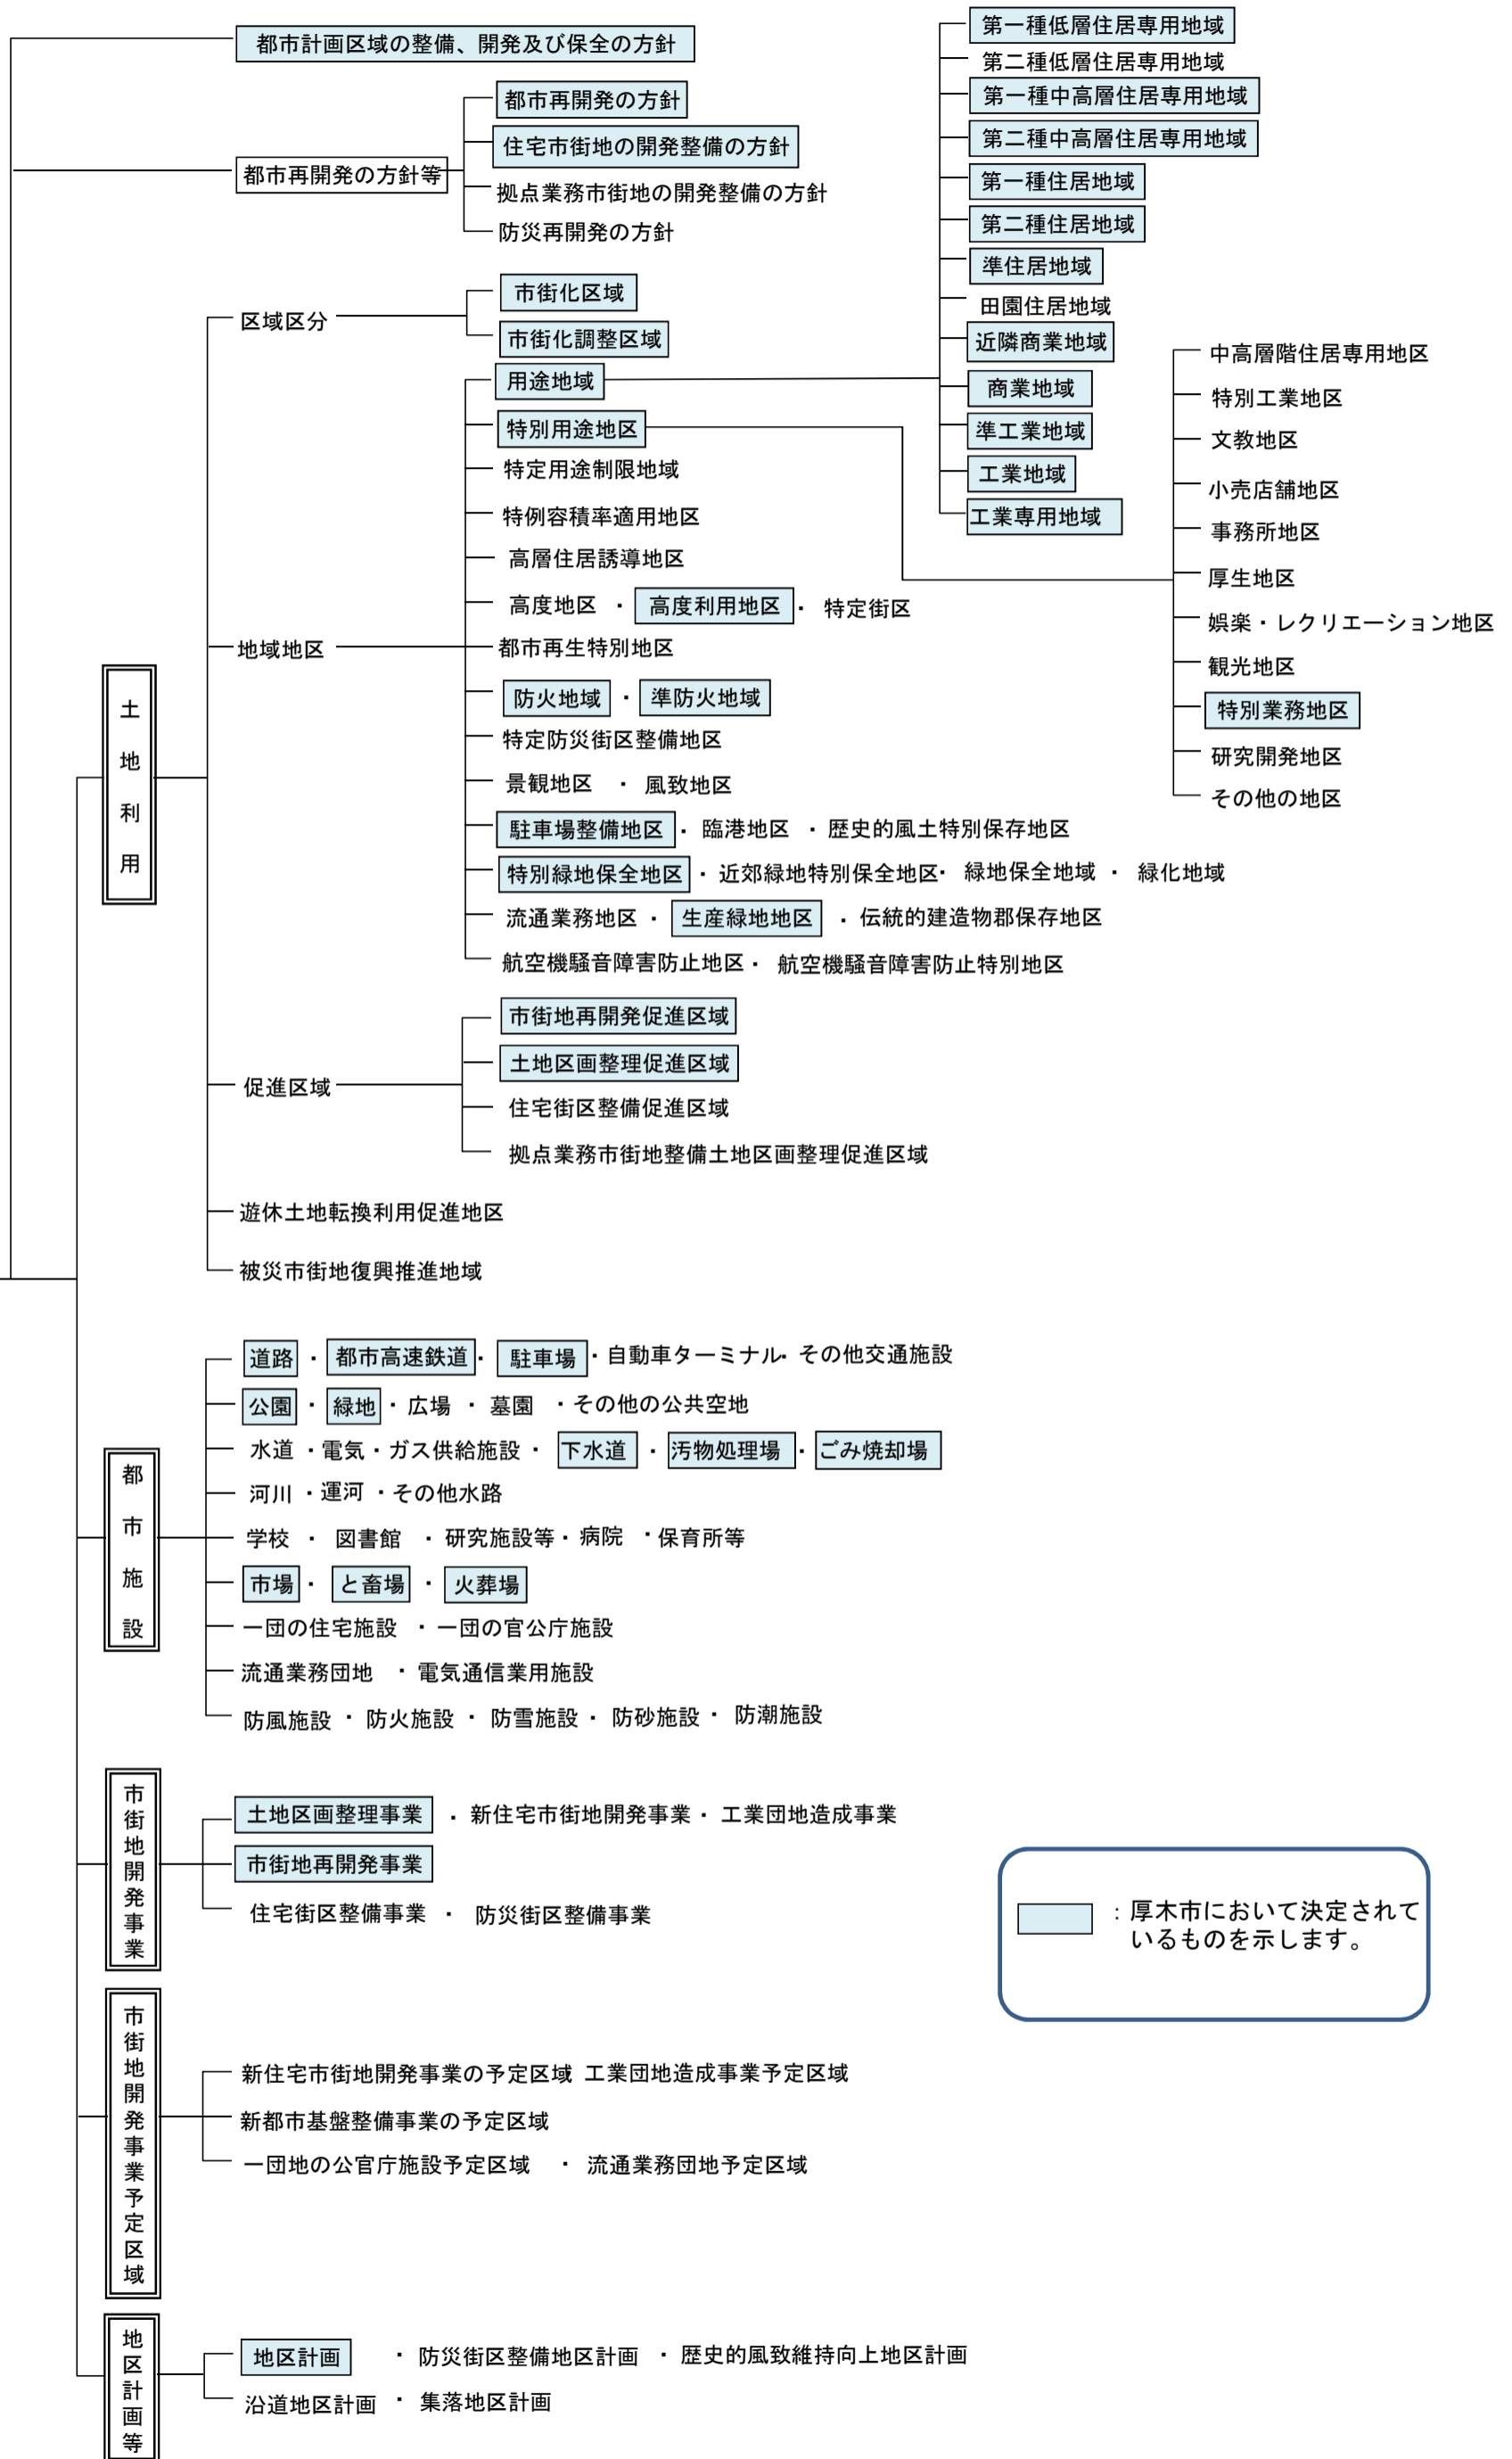 都市計画区域の整備、開発及び保全の方針
都市再開発の方針等
都市再開発の方針
住宅市街地の開発整備の方針
拠点業務市街地の開発整備の方針
防災再開発の方針
土地利用
区域区分
市街化区域
市街化調整区域
地域地区
用途地域
第一種低層住居専用地域
第二種低層住居専用地域
第一種中高層住居専用地域
第二種中高層住居専用地域
第一種住居地域
第二種住居地域
準住居地域
田園住居地域
近隣商業地域
商業地域
準工業地域
工業地域
工業専用地域
特別用途地区
中高層階住居専用地区
特別工業地区
文教地区
小売店舗地区
事務所地区
厚生地区
娯楽・レクリエーション地区
観光地区
特別業務地区
研究開発地区
その他の地区
特定用途制限地域
特例容積率適用地区
高層住居誘導地区
高度地区 ・ 高度利用地区 ・ 特定街区
都市再生特別地区
防火地域 ・ 準防火地域
特定防災街区整備地区
景観地区 ・ 風致地区
駐車場整備地区 ・ 臨港地区 ・ 歴史的風土特別保存地区
特別緑地保全地区 ・ 近郊緑地特別保全地区・ 緑地保全地域 ・ 緑化地域
流通業務地区 ・ 生産緑地地区 ・ 伝統的建造物郡保存地区
航空機騒音障害防止地区・ 航空機騒音障害防止特別地区
促進区域
市街地再開発促進区域
土地区画整理促進区域
住宅街区整備促進区域
拠点業務市街地整備土地区画整理促進区域
遊休土地転換利用促進地区
被災市街地復興推進地域
都市施設
道路 ・ 都市高速鉄道・ 駐車場 ・自動車ターミナル・ その他交通施設
公園 ・ 緑地 ・ 広場 ・ 墓園 ・その他の公共空地
水道 ・電気・ガス供給施設・ 下水道 ・ 汚物処理場・ ごみ焼却場
河川 ・運河 ・その他水路
学校 ・ 図書館 ・ 研究施設等・ 病院 ・保育所等
市場 ・ と畜場 ・ 火葬場
一団の住宅施設 ・一団の官公庁施設
流通業務団地 ・電気通信業用施設
防風施設 ・ 防火施設 ・ 防雪施設 ・ 防砂施設 ・ 防潮施設
市街地開発事業
土地区画整理事業 ・ 新住宅市街地開発事業・ 工業団地造成事業
市街地再開発事業
住宅街区整備事業 ・ 防災街区整備事業
:厚木市において決定されて
いるものを示します。
市街地開発事業予定区域
新住宅市街地開発事業の予定区域 工業団地造成事業予定区域
新都市基盤整備事業の予定区域
一団地の公官庁施設予定区域 ・ 流通業務団地予定区域
地区計画等
地区計画 ・ 防災街区整備地区計画 ・ 歴史的風致維持向上地区計画
沿道地区計画 ・ 集落地区計画